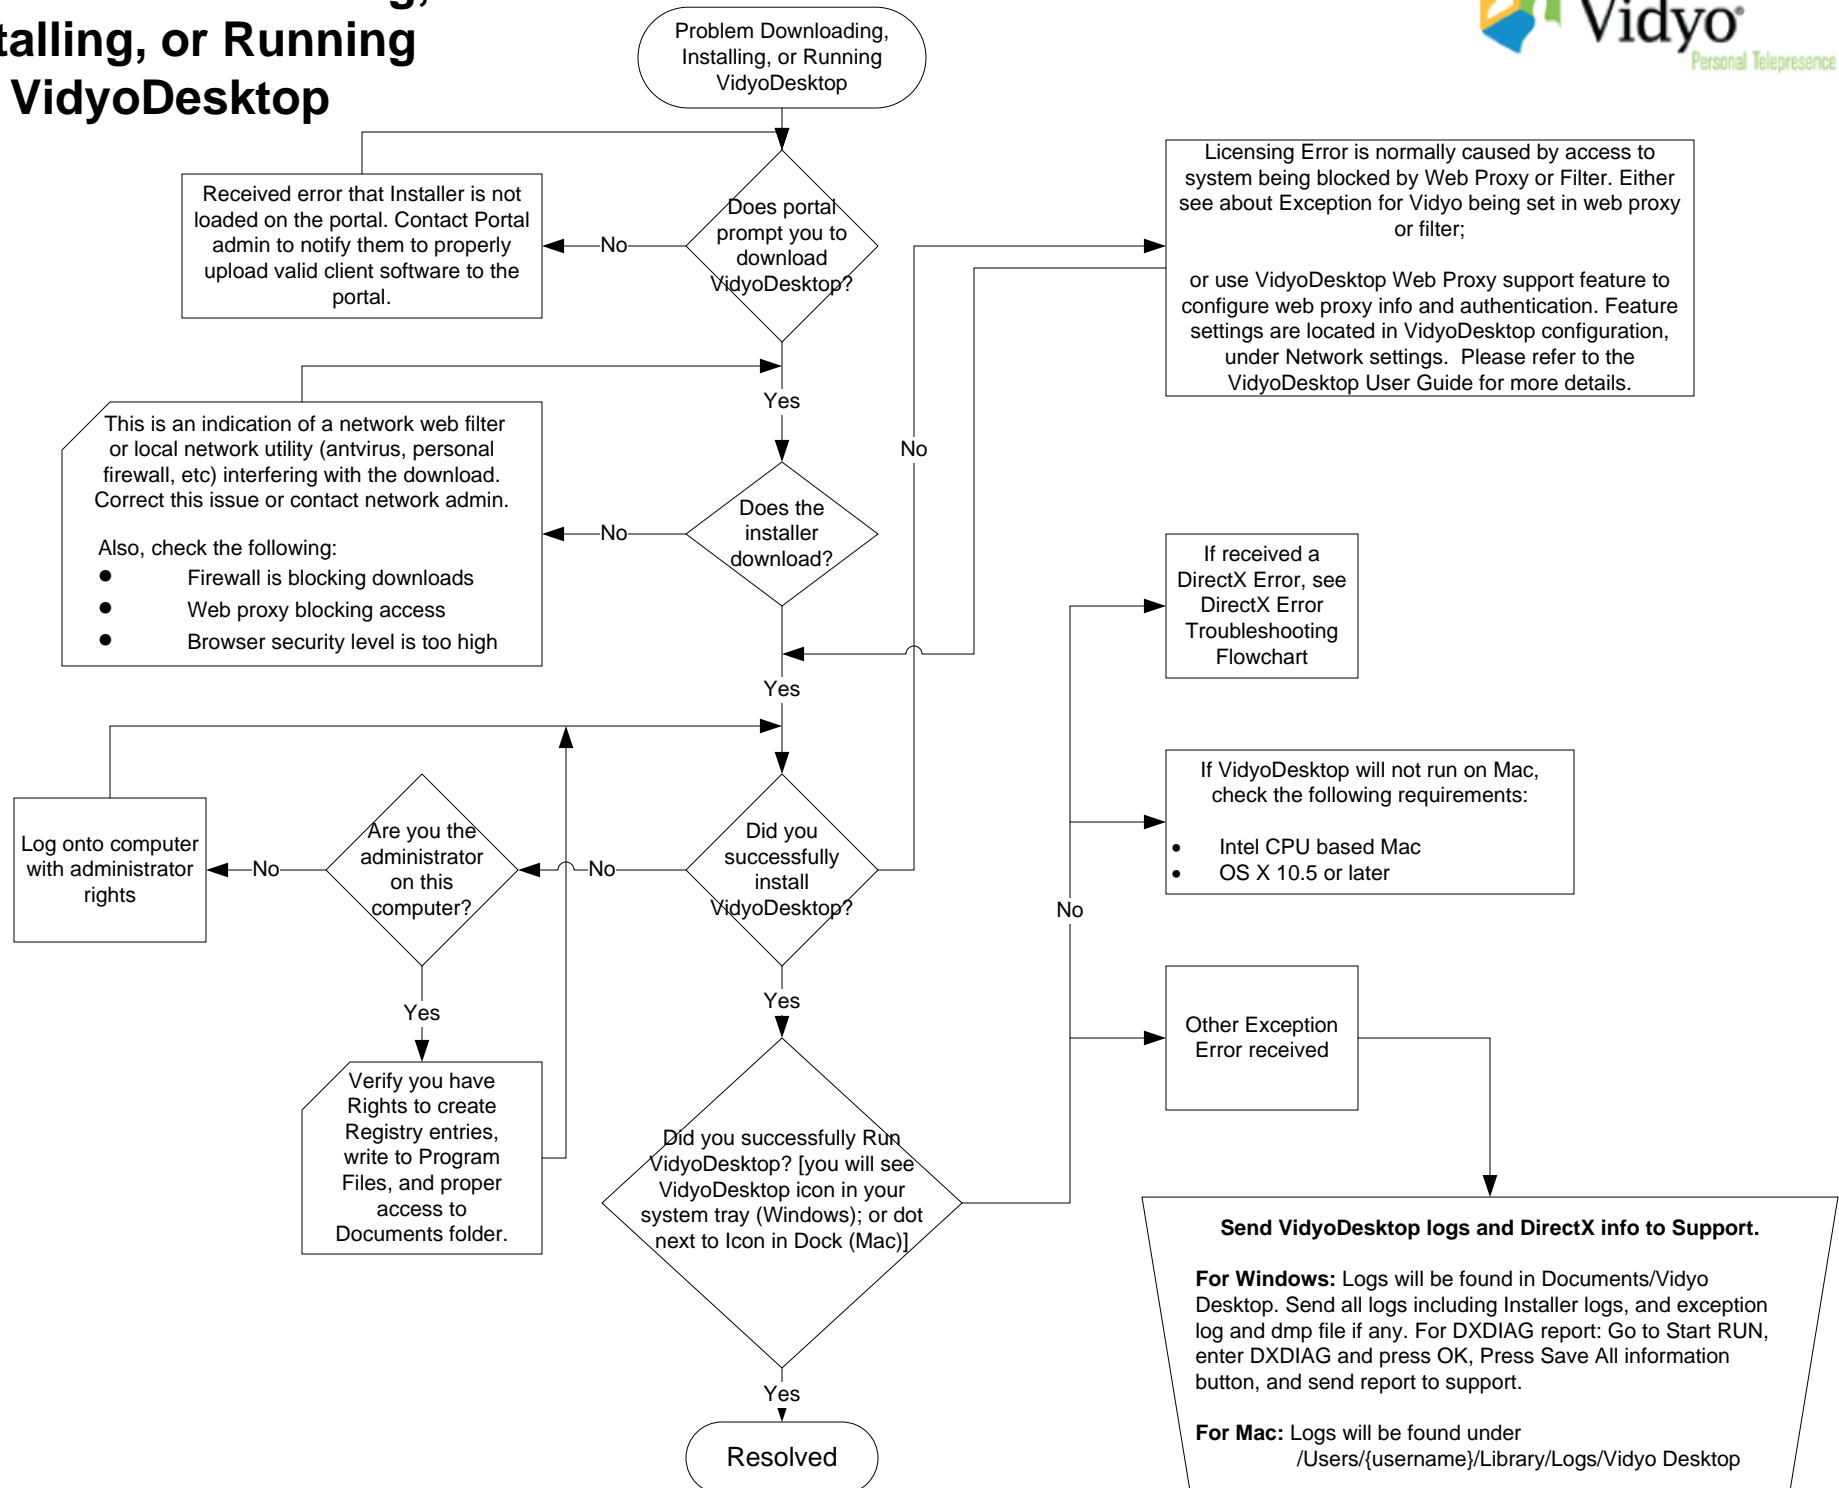 talling, or Running
VidyoDesktop
Vidyo
Personal Telepresence
Problem Downloading,
Installing, or Running
VidyoDesktop
Received error that Installer is not
loaded on the portal. Contact Portal
admin to notify them to properly
upload valid client software to the
portal.
No
Does portal
prompt you to
download
VidyoDesktop?
Licensing Error is normally caused by access to
system being blocked by Web Proxy or Filter. Either
see about Exception for Vidyo being set in web proxy
or filter;
or use VidyoDesktop Web Proxy support feature to
configure web proxy info and authentication. Feature
settings are located in VidyoDesktop configuration,
under Network settings. Please refer to the
VidyoDesktop User Guide for more details.
Yes
No
This is an indication of a network web filter
or local network utility (antvirus, personal
firewall, etc) interfering with the download.
Correct this issue or contact network admin.
Also, check the following:
● Firewall is blocking downloads
● Web proxy blocking access
● Browser security level is too high
No
Does the
installer
download?
If received a
DirectX Error, see
DirectX Error
Troubleshooting
Flowchart
Yes
If VidyoDesktop will not run on Mac,
check the following requirements:
• Intel CPU based Mac
• OS X 10.5 or later
Log onto computer
with administrator
rights
No
Are you the
administrator
on this
computer?
No
Did you
successfully
install
VidyoDesktop?
No
Yes
Yes
Other Exception
Error received
Verify you have
Rights to create
Registry entries,
write to Program
Files, and proper
access to
Documents folder.
Did you successfully Run
VidyoDesktop? [you will see
VidyoDesktop icon in your
system tray (Windows); or dot
next to Icon in Dock (Mac)]
Yes
Resolved
Send VidyoDesktop logs and DirectX info to Support.
For Windows: Logs will be found in Documents/Vidyo
Desktop. Send all logs including Installer logs, and exception
log and dmp file if any. For DXDIAG report: Go to Start RUN,
enter DXDIAG and press OK, Press Save All information
button, and send report to support.
For Mac: Logs will be found under
/Users/{username}/Library/Logs/Vidyo Desktop